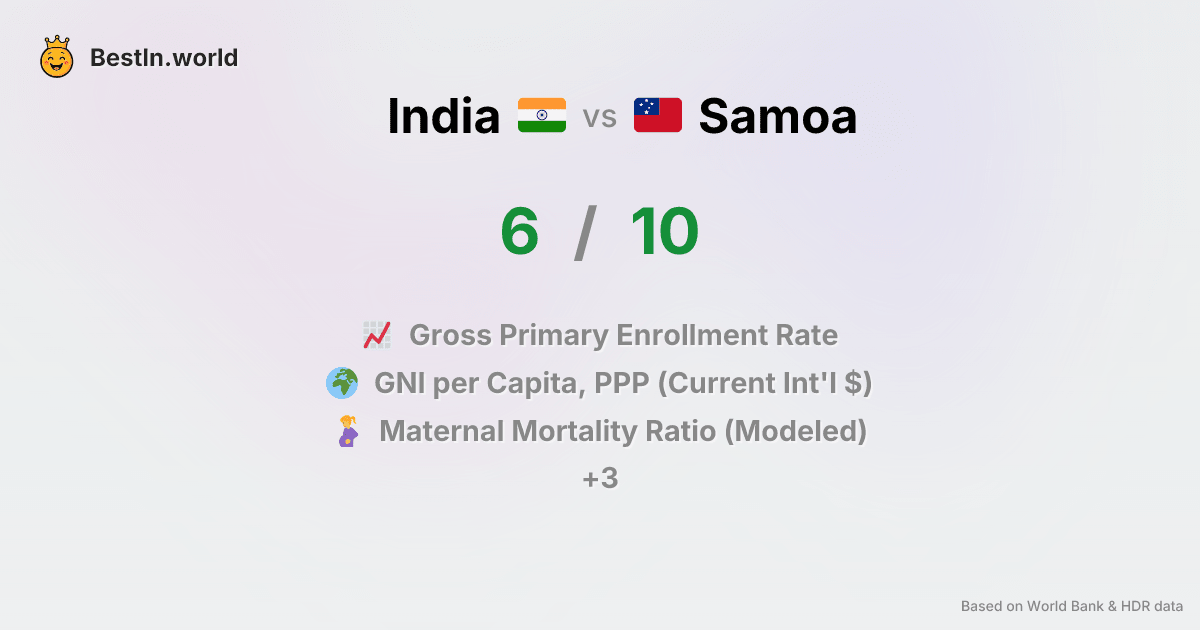 BestIn.world
India vs Samoa
6 / 10
Gross Primary Enrollment Rate
GNI per Capita, PPP (Current Int'l $)
Maternal Mortality Ratio (Modeled)
+3
Based on World Bank & HDR data